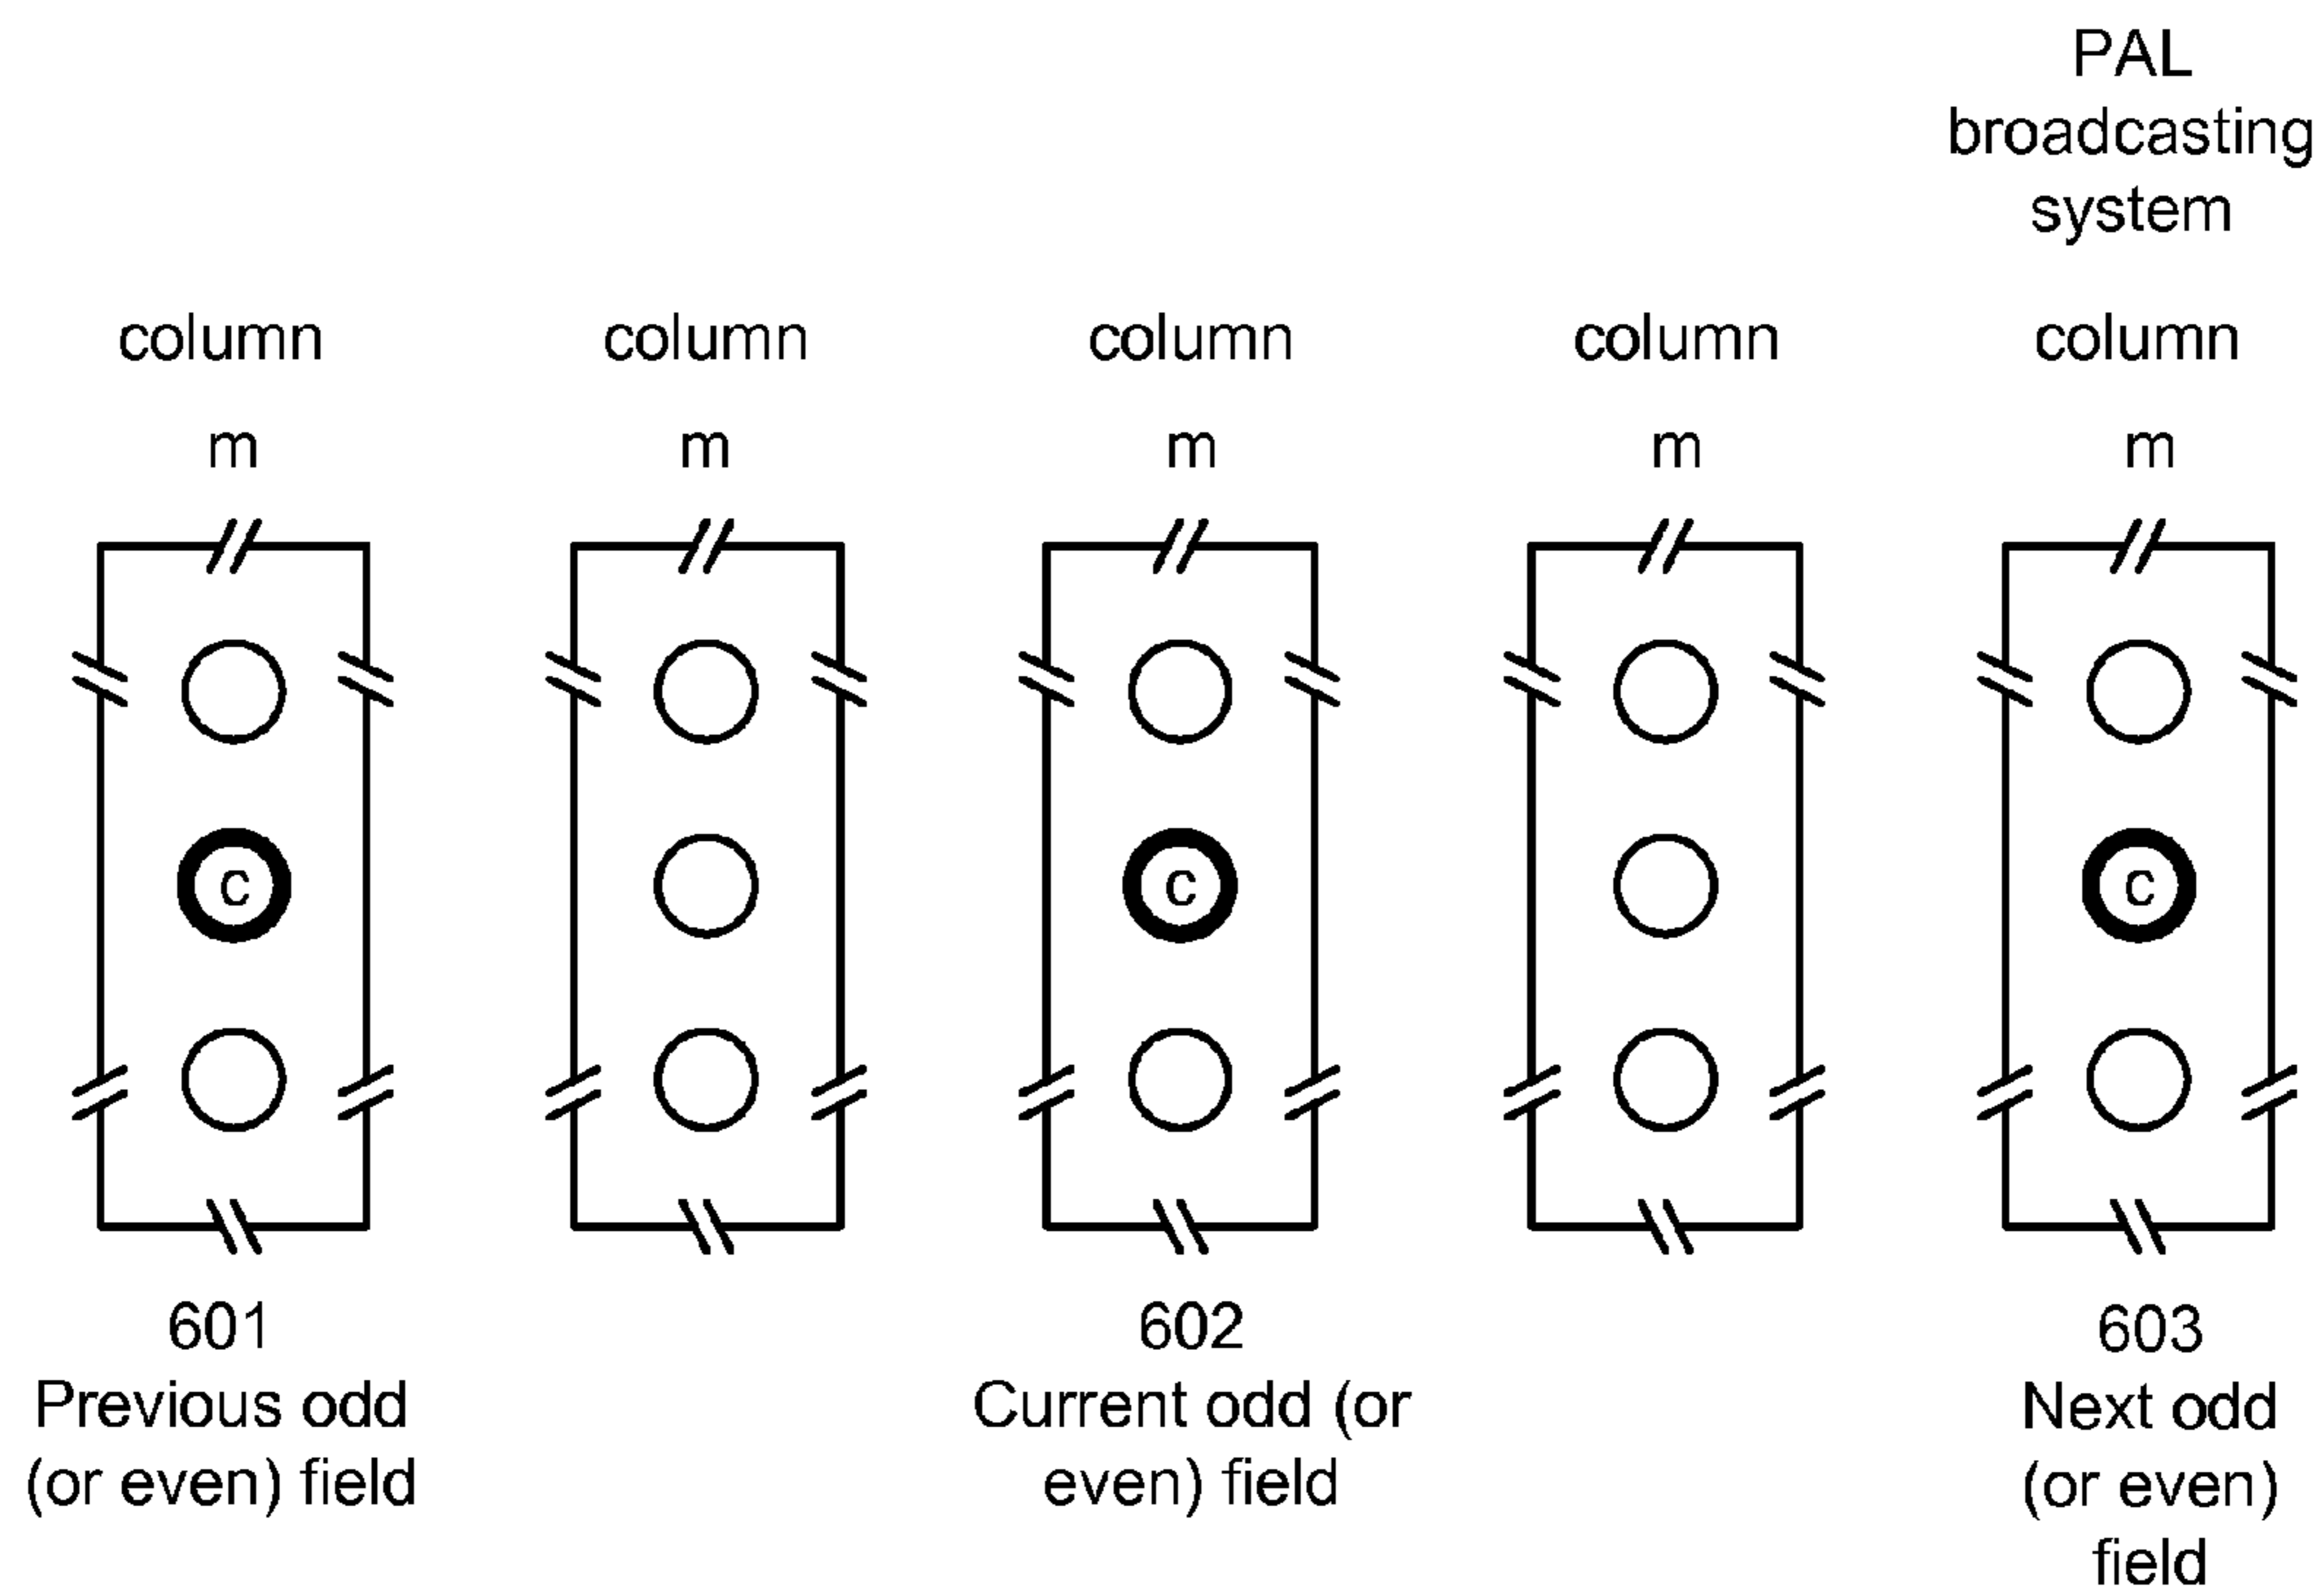 PAL
broadcasting
system
column column column column column
m m m m m
c c c
601 602 603
Previous odd Current odd (or Next odd
(or even) field even) field (or even)
field